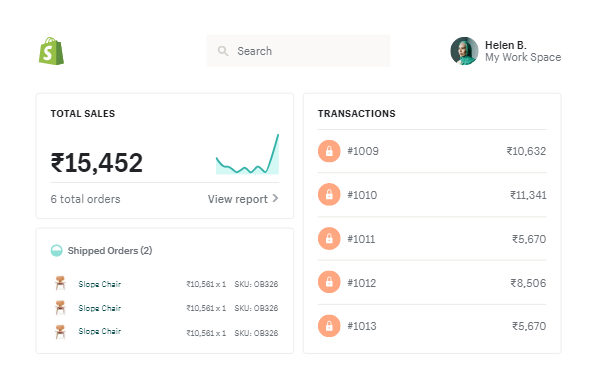 S
Search
Helen B.
My Work Space
TOTAL SALES
₹15,452
6 total orders
View report
Shipped Orders (2)
Slope Chair ₹10,561 x 1 SKU: OB326
Slope Chair ₹10,561 x 1 SKU: OB326
Slope Chair ₹10,561 x 1 SKU: OB326
TRANSACTIONS
#1009 ₹10,632
#1010 ₹11,341
#1011 ₹5,670
#1012 ₹8,506
#1013 ₹5,670